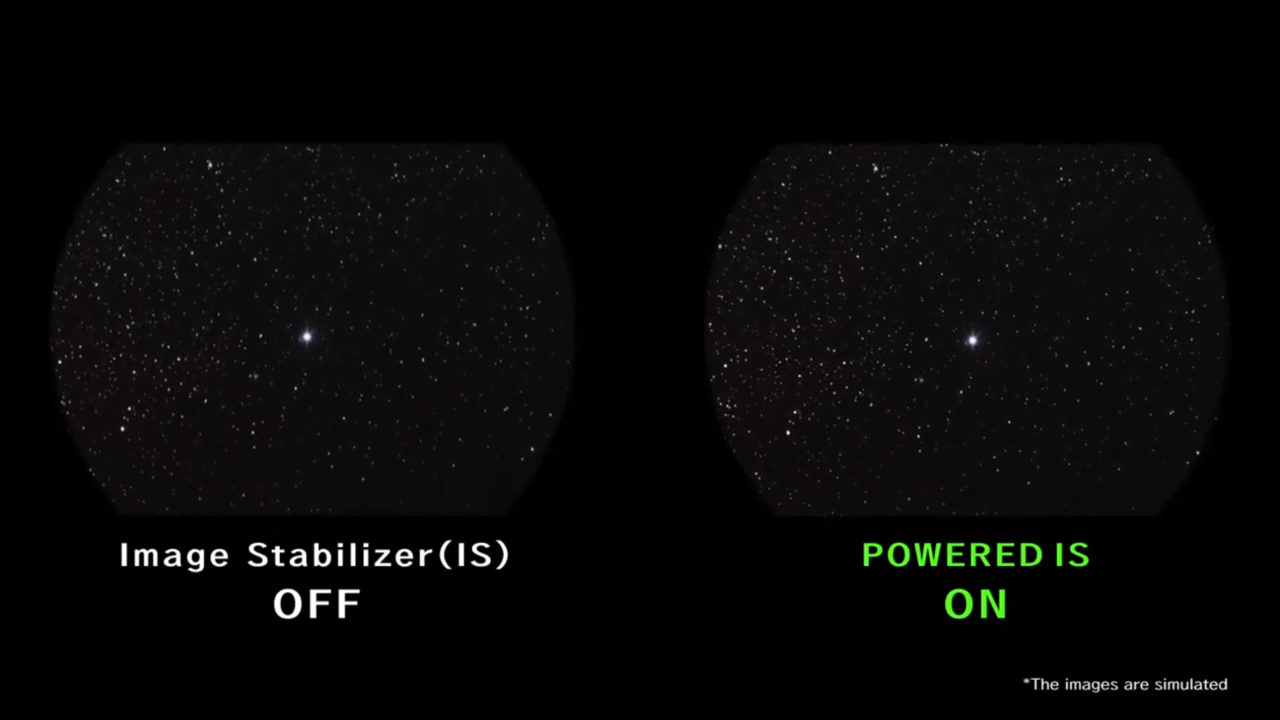 Image Stabilizer(IS)
OFF
POWERED IS
ON
*The images are simulated